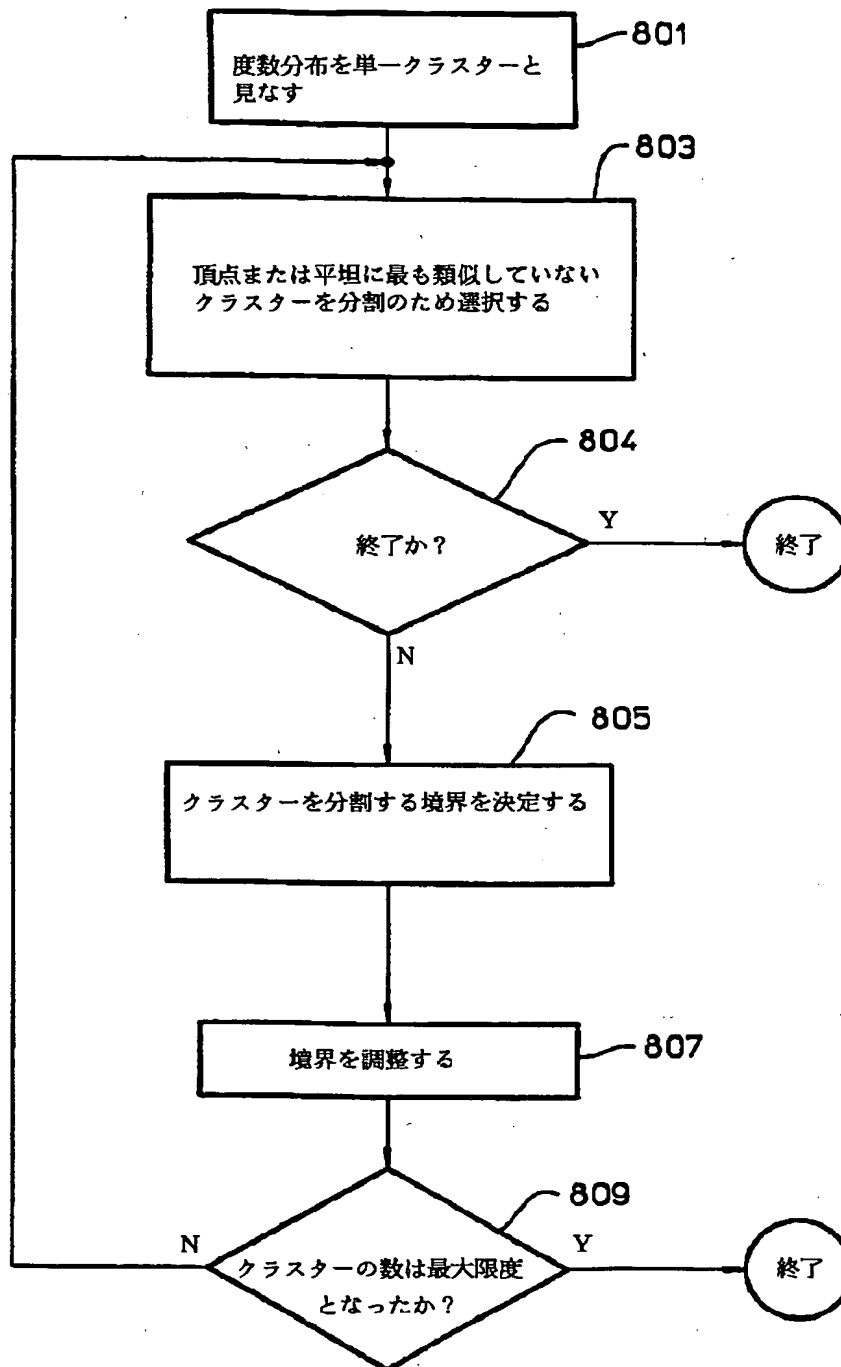 801
度数分布を単一クラスターと
見なす
803
頂点または平坦に最も類似していない
クラスターを分割のため選択する
804
終了か？
Y
終了
N
805
クラスターを分割する境界を決定する
807
境界を調整する
809
N
Y
クラスターの数は最大限度
となったか？
終了